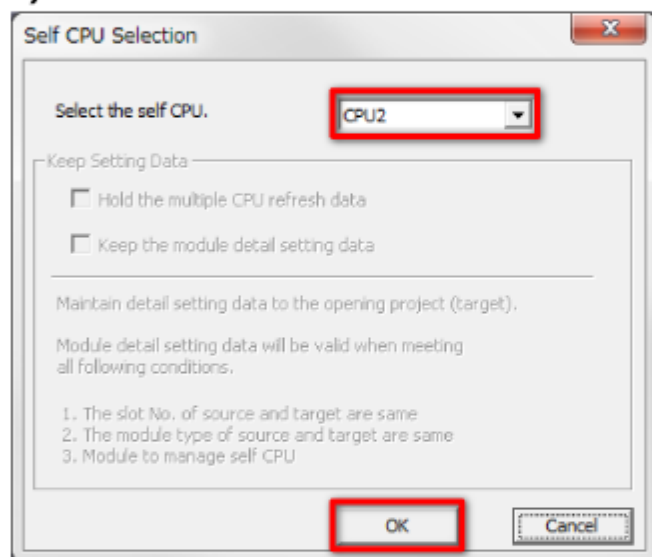 Self CPU Selection
Select the self CPU.
CPU2
Keep Setting Data
Hold the multiple CPU refresh data
Keep the module detail setting data
Maintain detail setting data to the opening project (target).
Module detail setting data will be valid when meeting
all following conditions.
1. The slot No. of source and target are same
2. The module type of source and target are same
3. Module to manage self CPU
OK
Cancel